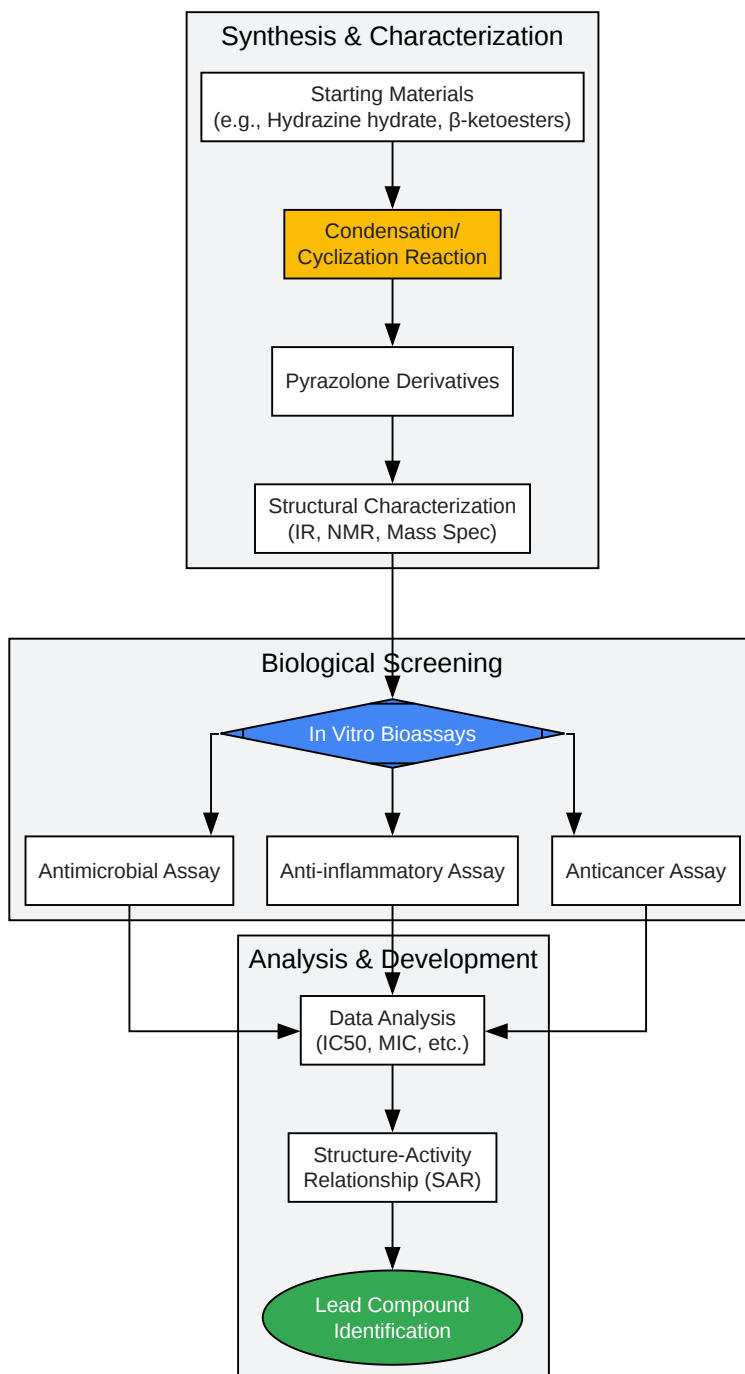 Synthesis & Characterization
Starting Materials
(e.g., Hydrazine hydrate, β-ketoesters)
Condensation/
Cyclization Reaction
Pyrazolone Derivatives
Structural Characterization
(IR, NMR, Mass Spec)
Biological Screening
In Vitro Bioassays
Antimicrobial Assay
Anti-inflammatory Assay
Anticancer Assay
Analysis & Development
Data Analysis
(IC50, MIC, etc.)
Structure-Activity
Relationship (SAR)
Lead Compound
Identification